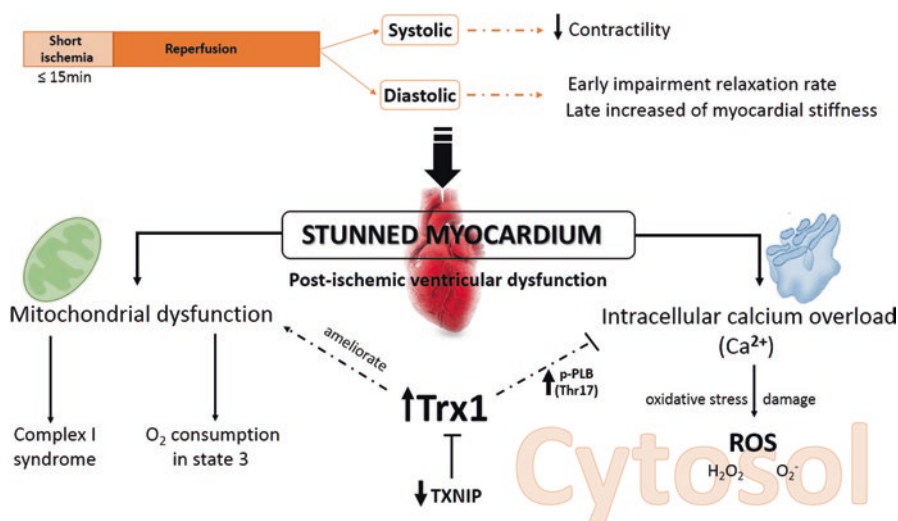 Short
ischemia
≤ 15min
Reperfusion
Systolic
Contractility
Diastolic
Early impairment relaxation rate
Late increased of myocardial stiffness
STUNNED MYOCARDIUM
Post-ischemic ventricular dysfunction
Mitochondrial dysfunction
Intracellular calcium overload
(Ca²⁺)
ameliorate
p-PLB
(Thr17)
Trx1
TXNIP
Complex I
syndrome
O₂ consumption
in state 3
oxidative stress damage
ROS
H₂O₂ O₂⁻
Cytosol